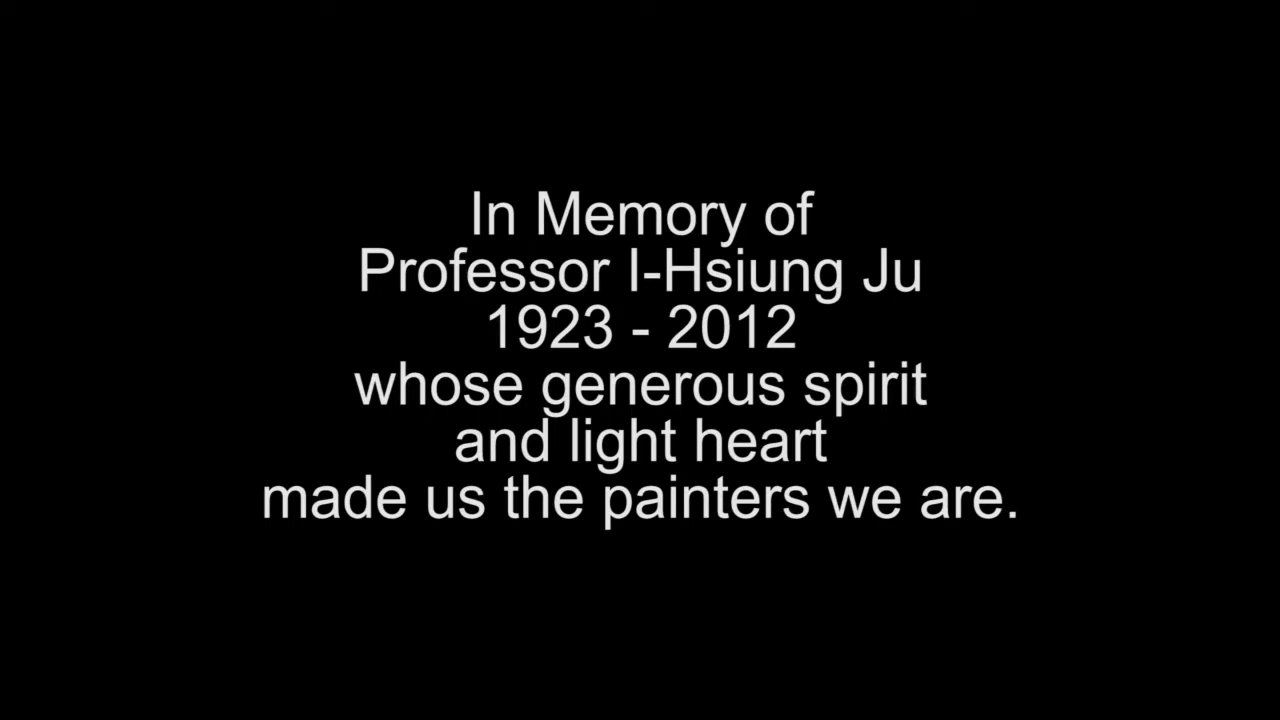 In Memory of
Professor I-Hsiung Ju
1923 - 2012
whose generous spirit
and light heart
made us the painters we are.